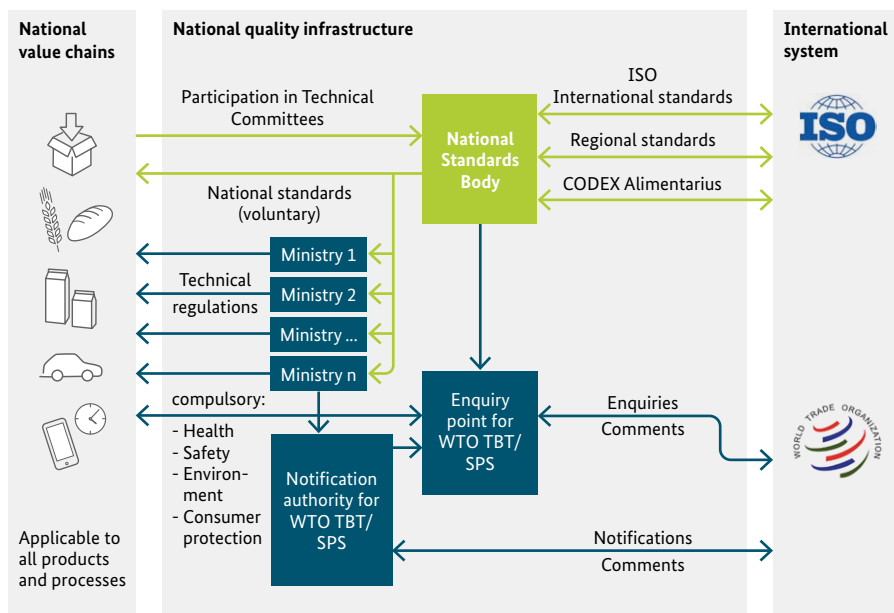 National
value chains
National quality infrastructure
International
system
Participation in Technical
Committees
National
Standards
Body
ISO
International standards
Regional standards
CODEX Alimentarius
ISO
National standards
(voluntary)
Ministry 1
Ministry 2
Ministry ...
Ministry n
Technical
regulations
compulsory:
- Health
- Safety
- Environ-
ment
- Consumer
protection
Notification
authority for
WTO TBT/
SPS
Enquiry
point for
WTO TBT/
SPS
Enquiries
Comments
WORLD TRADE ORGANIZATION
Notifications
Comments
Applicable to
all products
and processes